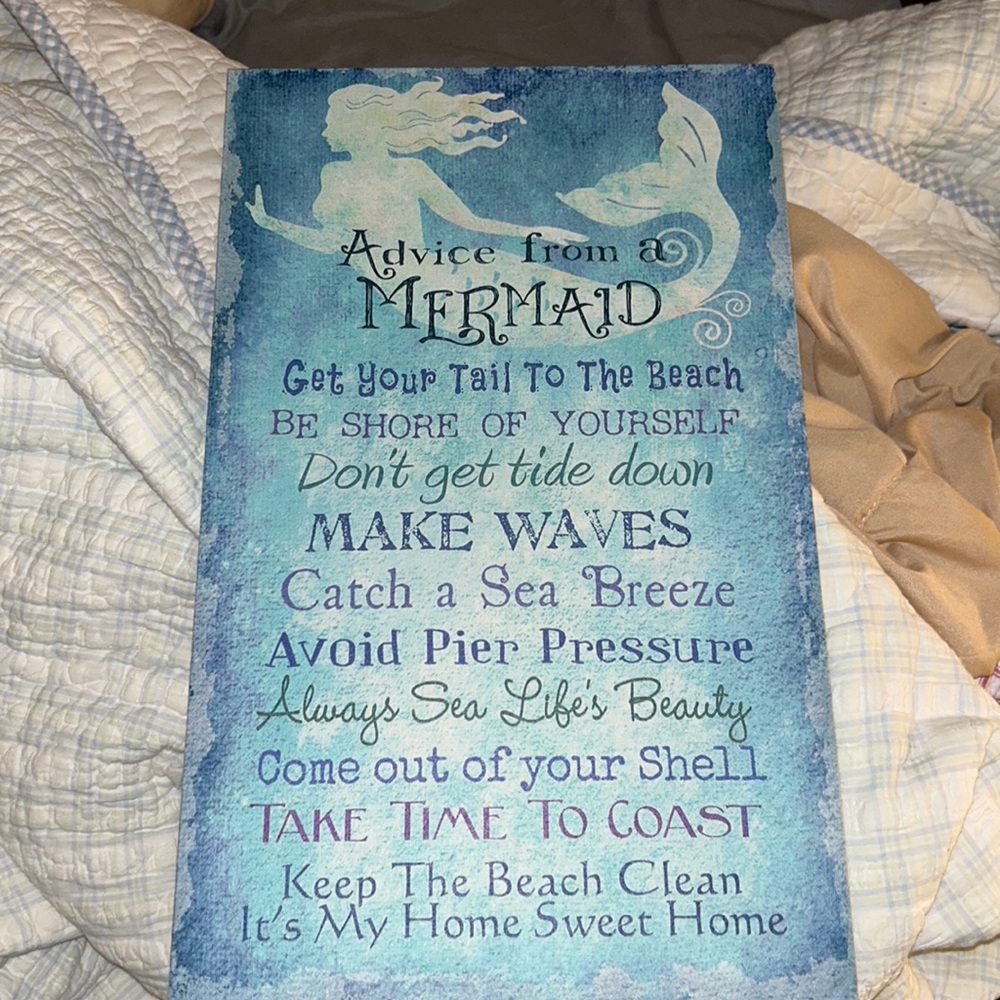 Advice from a
MERMAID
Get Your Tail To The Beach
BE SHORE OF YOURSELF
Don't get tide down
MAKE WAVES
Catch a Sea Breeze
Avoid Pier Pressure
Always Sea Life's Beauty
Come out of your Shell
TAKE TIME TO COAST
Keep The Beach Clean
It's My Home Sweet Home